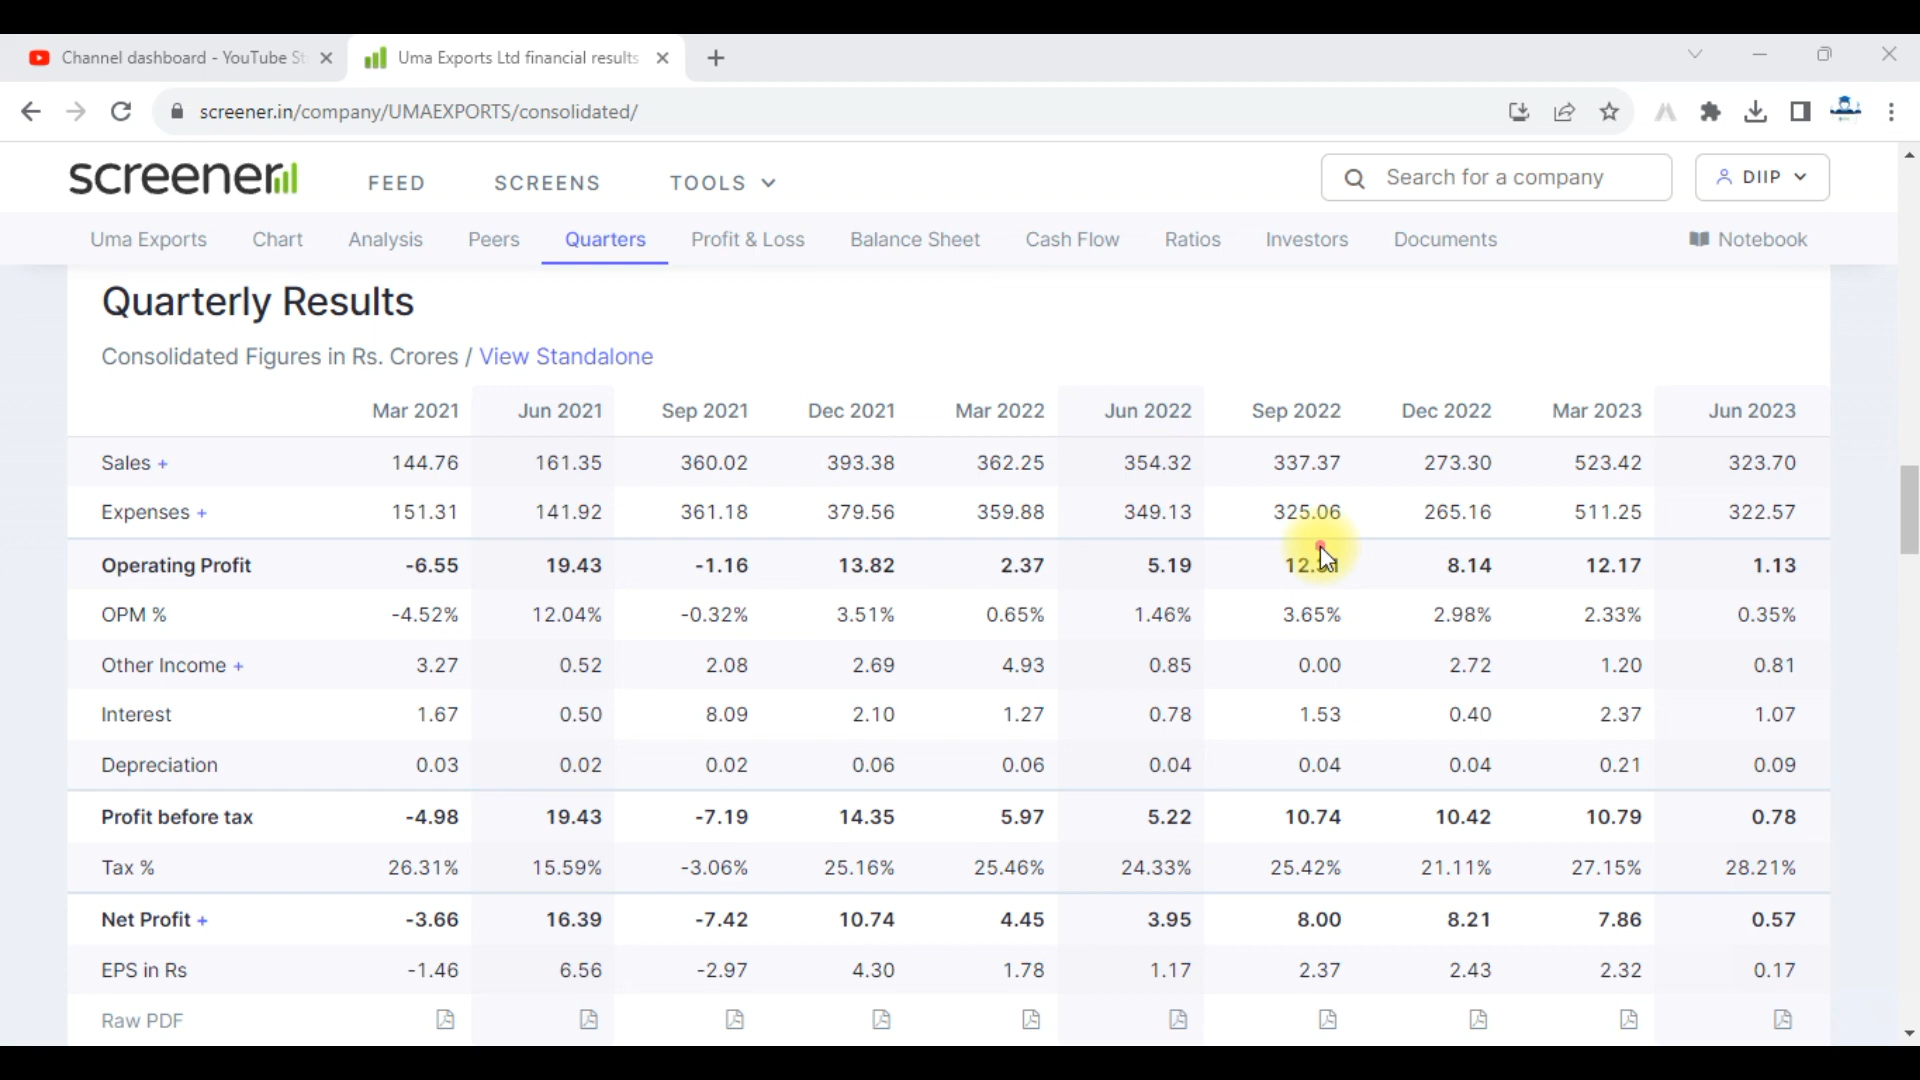 Channel dashboard - YouTube St
Uma Exports Ltd financial results
screener.in/company/UMAEXPORTS/consolidated/
screener
FEED SCREENS TOOLS
Search for a company
DIIP
Uma Exports Chart Analysis Peers Quarters Profit & Loss Balance Sheet Cash Flow Ratios Investors Documents Notebook
Quarterly Results
Consolidated Figures in Rs. Crores / View Standalone
Mar 2021 Jun 2021 Sep 2021 Dec 2021 Mar 2022 Jun 2022 Sep 2022 Dec 2022 Mar 2023 Jun 2023
Sales + 144.76 161.35 360.02 393.38 362.25 354.32 337.37 273.30 523.42 323.70
Expenses + 151.31 141.92 361.18 379.56 359.88 349.13 325.06 265.16 511.25 322.57
Operating Profit -6.55 19.43 -1.16 13.82 2.37 5.19 8.14 12.17 1.13
OPM % -4.52% 12.04% -0.32% 3.51% 0.65% 1.46% 3.65% 2.98% 2.33% 0.35%
Other Income + 3.27 0.52 2.08 2.69 4.93 0.85 0.00 2.72 1.20 0.81
Interest 1.67 0.50 8.09 2.10 1.27 0.78 1.53 0.40 2.37 1.07
Depreciation 0.03 0.02 0.02 0.06 0.06 0.04 0.04 0.04 0.21 0.09
Profit before tax -4.98 19.43 -7.19 14.35 5.97 5.22 10.74 10.42 10.79 0.78
Tax % 26.31% 15.59% -3.06% 25.16% 25.46% 24.33% 25.42% 21.11% 27.15% 28.21%
Net Profit + -3.66 16.39 -7.42 10.74 4.45 3.95 8.00 8.21 7.86 0.57
EPS in Rs -1.46 6.56 -2.97 4.30 1.78 1.17 2.37 2.43 2.32 0.17
Raw PDF